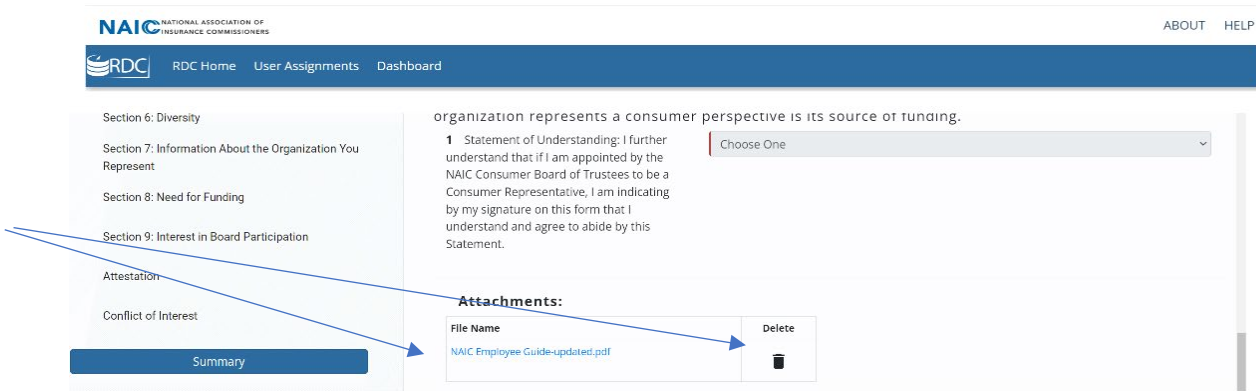 NAIC NATIONAL ASSOCIATION OF
INSURANCE COMMISSIONERS
ABOUT HELP
RDC RDC Home User Assignments Dashboard
Section 6: Diversity
Section 7: Information About the Organization You
Represent
Section 8: Need for Funding
Section 9: Interest in Board Participation
Attestation
Conflict of Interest
Summary
organization represents a consumer perspective is its source of funding.
1 Statement of Understanding: I further
understand that if I am appointed by the
NAIC Consumer Board of Trustees to be a
Consumer Representative, I am indicating
by my signature on this form that I
understand and agree to abide by this
Statement.
Choose One
Attachments:
File Name Delete
NAIC Employee Guide-updated.pdf